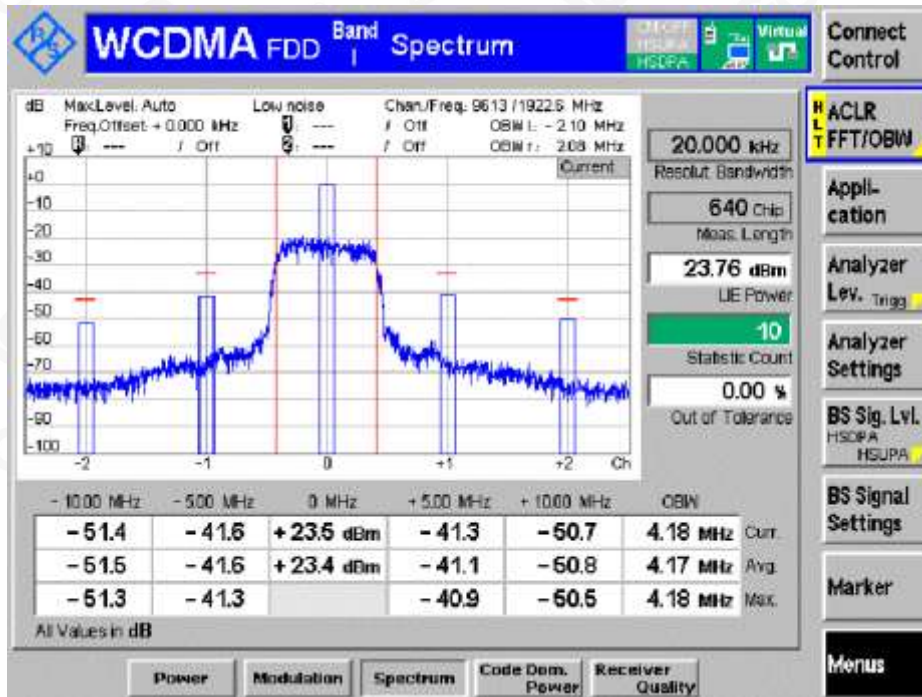 WCDMA FDD Band I Spectrum
HSUPA
HSDPA
Virtual
Connect Control
dB Max.Level: Auto Low noise Chan./Freq.: 9613 / 1922.6 MHz
Freq.Offset: + 0.000 kHz --- / Off OBW l: - 2.10 MHz
--- / Off --- / Off OBW r: 2.08 MHz
Current
+10
+0
-10
-20
-30
-40
-50
-60
-70
-80
-90
-100
-2 -1 0 +1 +2 Ch
20.000 kHz
Resolut. Bandwidth
640 Chip
Meas. Length
23.76 dBm
UE Power
10
Statistic Count
0.00 %
Out of Tolerance
- 10.00 MHz - 5.00 MHz 0 MHz + 5.00 MHz + 10.00 MHz OBW
- 51.4 - 41.6 + 23.5 dBm - 41.3 - 50.7 4.18 MHz Curr.
- 51.5 - 41.6 + 23.4 dBm - 41.1 - 50.8 4.17 MHz Avg.
- 51.3 - 41.3 - 40.9 - 50.5 4.18 MHz Max.
All Values in dB
Power Modulation Spectrum Code Dom. Power Receiver Quality
HLT ACLR FFT/OBW
Appli-
cation
Analyzer
Lev. Trigg.
Analyzer
Settings
BS Sig. Lvl.
HSDPA
HSUPA
BS Signal
Settings
Marker
Menus